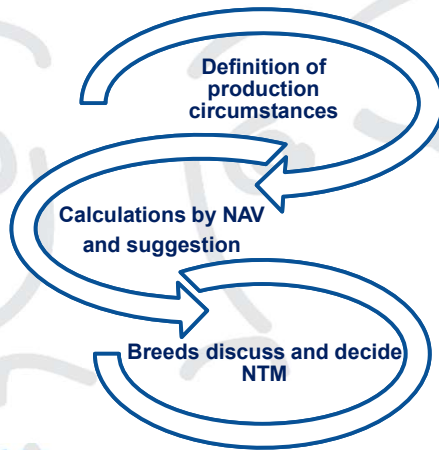 Definition of
production
circumstances
Calculations by NAV
and suggestion
Breeds discuss and decide
NTM